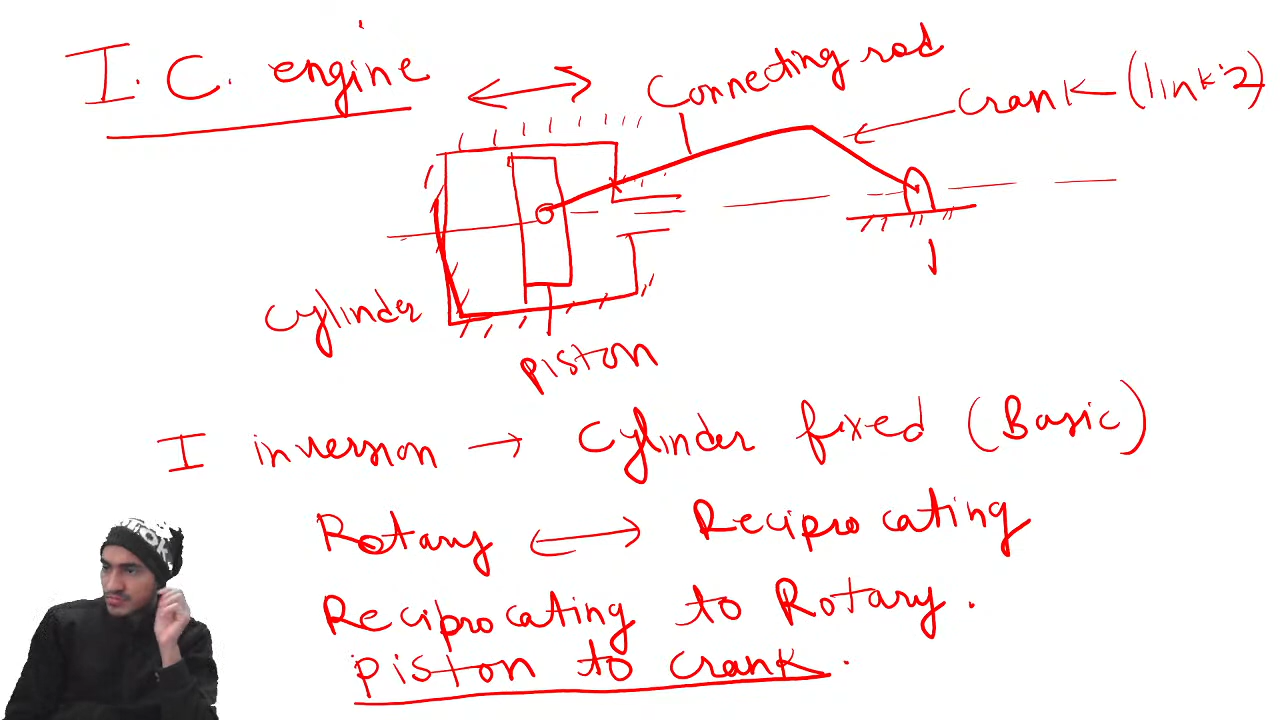 I.C. engine
Connecting rod
crank (link:2)
cylinder
piston
I inversion → Cylinder fixed (Basic)
Rotary ↔ Reciprocating
Reciprocating to Rotary.
piston to crank.